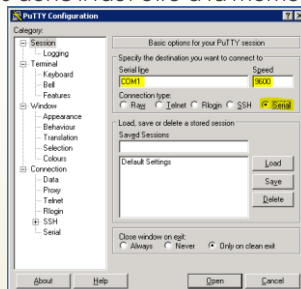 PuTTY Configuration
Category:
Session
Logging
Terminal
Keyboard
Bell
Features
Window
Appearance
Behaviour
Translation
Selection
Colours
Connection
Data
Proxy
Telnet
Rlogin
SSH
Serial
Basic options for your PuTTY session
Specify the destination you want to connect to
Serial line Speed
COM1 9600
Connection type:
Raw Telnet Rlogin SSH Serial
Load, save or delete a stored session
Saved Sessions
Default Settings
Load
Save
Delete
Close window on exit:
Always Never Only on clean exit
About Help Open Cancel